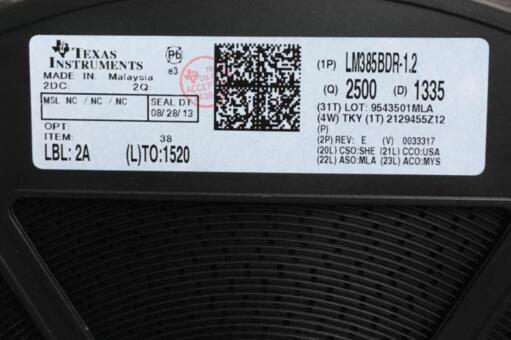 TEXAS INSTRUMENTS
Pb
e3
MADE IN: Malaysia
2DC: 2Q:
MSL NC / NC / NC
SEAL DT
08/28/13
OPT:
ITEM: 38
LBL: 2A (L)TO:1520
(1P) LM385BDR-1.2
(Q) 2500 (D) 1335
(31T) LOT: 9543501MLA
(4W) TKY (1T) 2129455Z12
(P)
(2P) REV: E (V) 0033317
(20L) CSO:SHE (21L) CCO:USA
(22L) ASO:MLA (23L) ACO:MYS